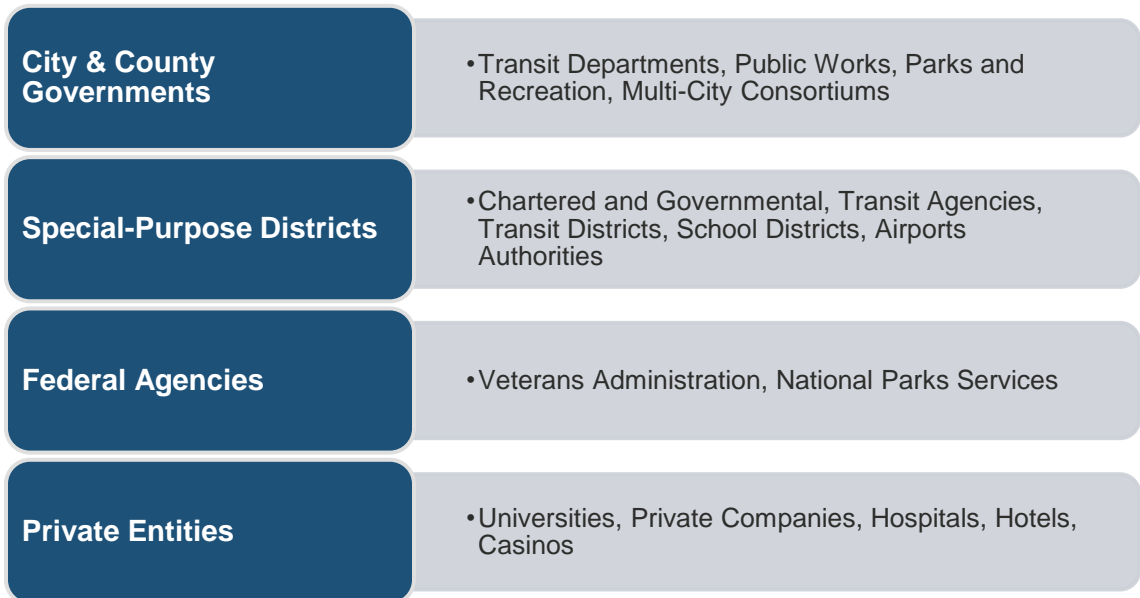 City & County
Governments
•Transit Departments, Public Works, Parks and
Recreation, Multi-City Consortiums
Special-Purpose Districts
•Chartered and Governmental, Transit Agencies,
Transit Districts, School Districts, Airports
Authorities
Federal Agencies
•Veterans Administration, National Parks Services
Private Entities
•Universities, Private Companies, Hospitals, Hotels,
Casinos